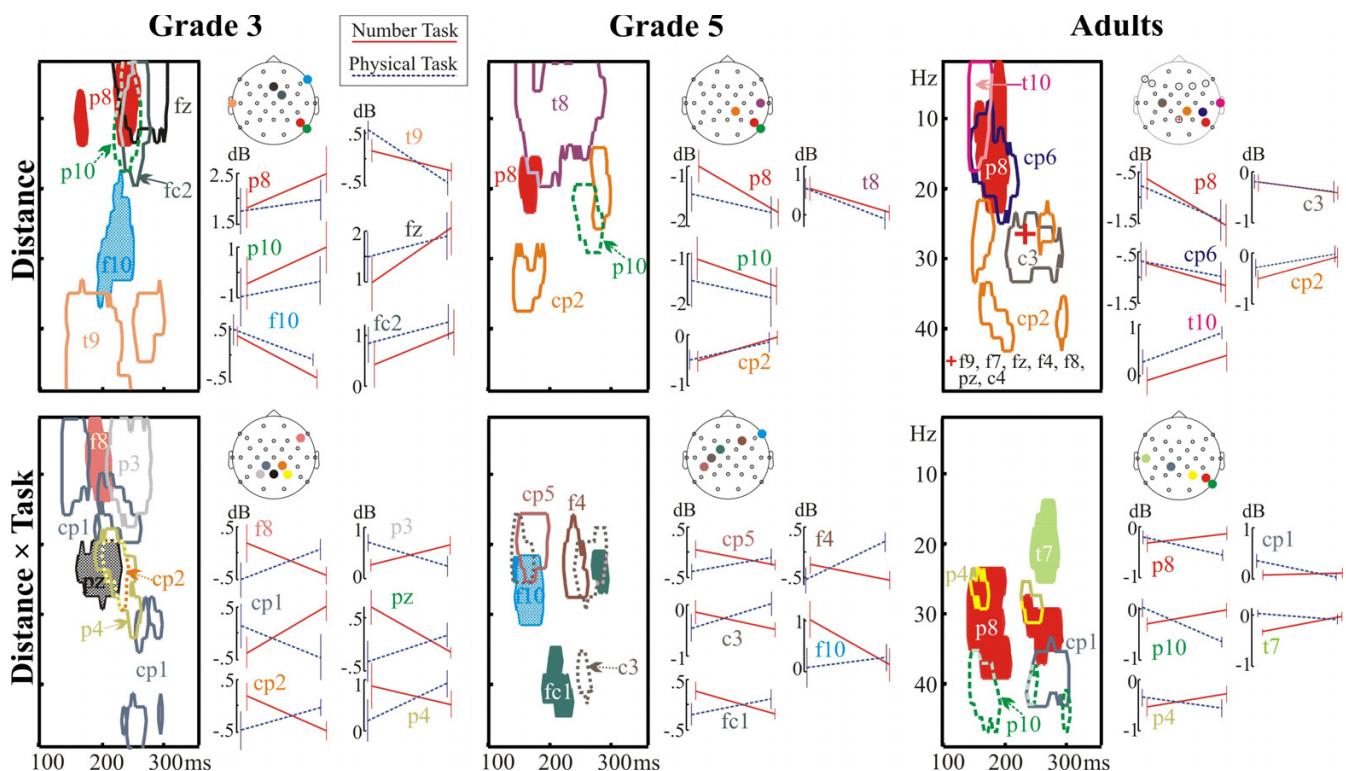 Grade 3
Number Task
Physical Task
Grade 5
Adults
Distance
p8
fz
p10
fc2
f10
t9
dB
2.5
1.5
p8
1
-1
p10
.5
-.5
f10
dB
.5
-.5
t9
2
1
fz
1
0
fc2
t8
p8
p10
cp2
dB
-1
-2
p8
-1
-2
p10
0
-1
cp2
dB
1
0
t8
Hz
10
20
30
40
t10
p8
cp6
c3
cp2
+f9, f7, fz, f4, f8,
pz, c4
dB
-.5
-1.5
p8
-.5
-1.5
cp6
1
0
t10
dB
0
-1
c3
0
-1
cp2
Distance × Task
f8
p3
cp1
pz
cp2
p4
cp1
100
200
300ms
dB
.5
-.5
f8
.5
-.5
cp1
.5
-.5
cp2
dB
.5
-.5
p3
.5
-.5
pz
.5
-.5
p4
cp5
f4
f10
c3
fc1
100
200
300ms
dB
.5
-.5
cp5
0
-1
c3
.5
-.5
fc1
dB
.5
-.5
f4
1
0
f10
Hz
10
20
30
40
t7
p4
p8
cp1
p10
100
200
300ms
dB
0
-1
p8
0
-1
p10
0
-1
p4
dB
1
0
cp1
0
-1
t7